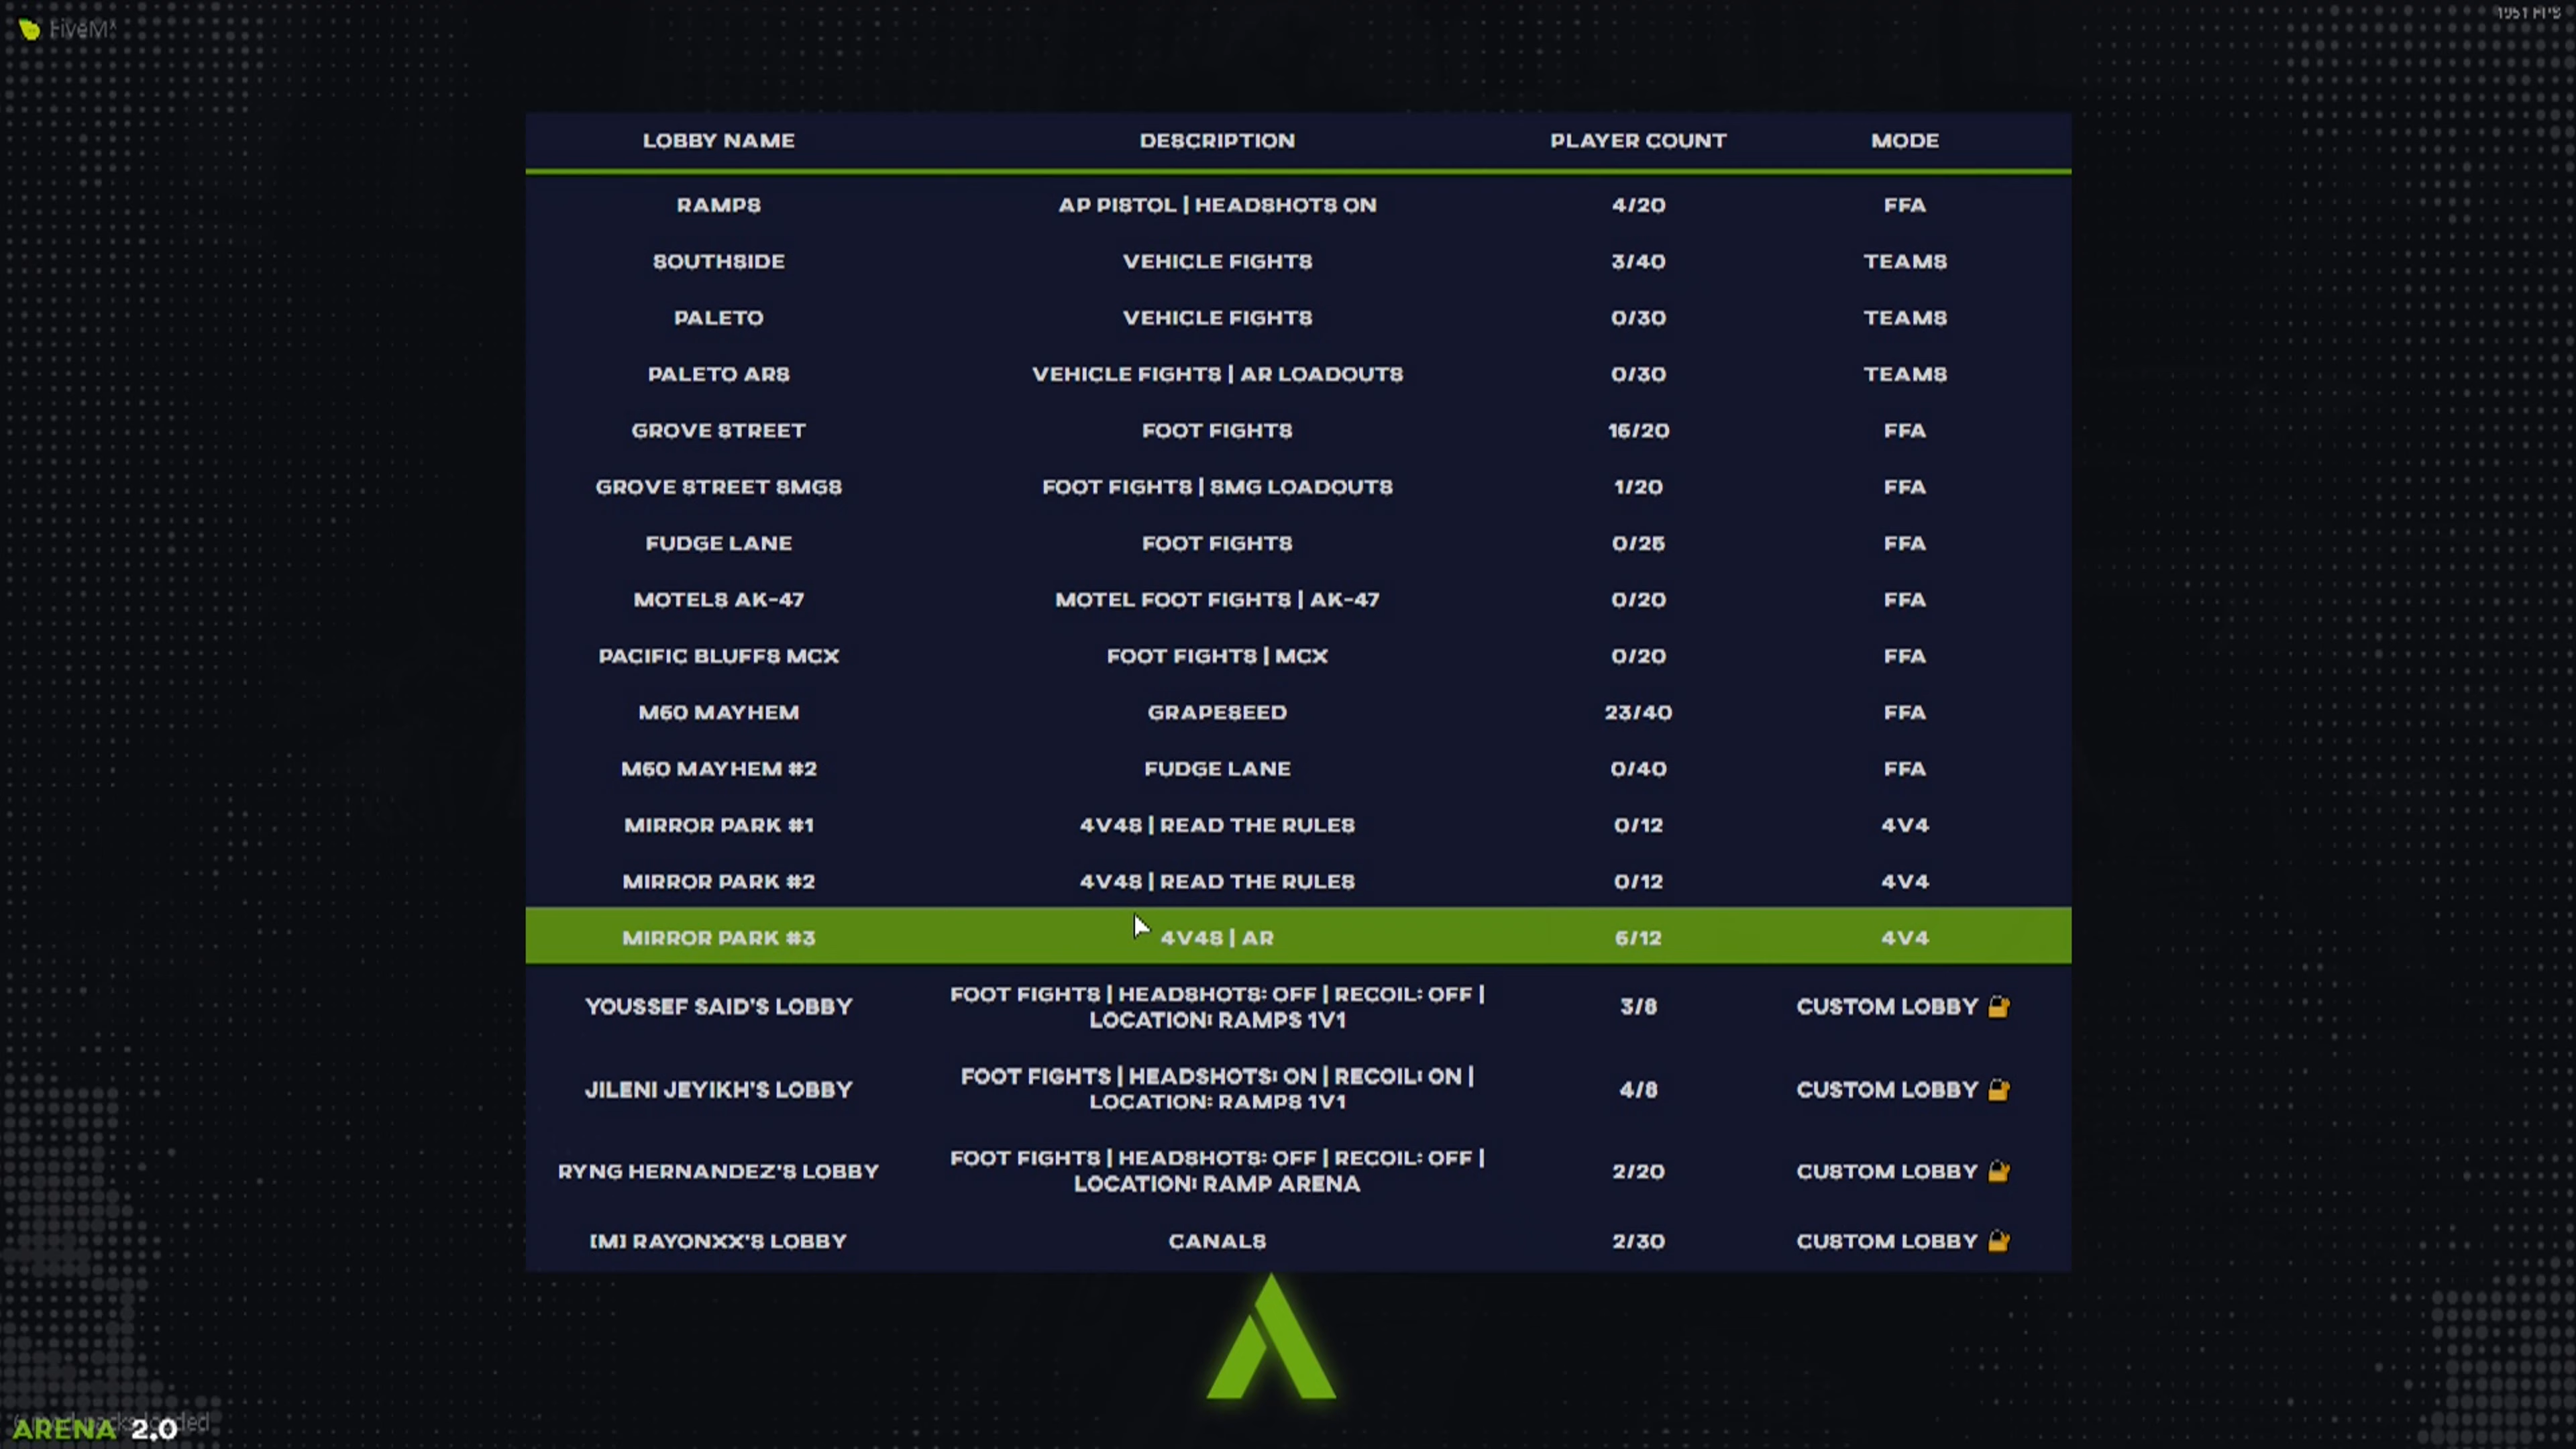 FiveM^
LOBBY NAME DESCRIPTION PLAYER COUNT MODE
RAMPS AP PISTOL | HEADSHOTS ON 4/20 FFA
SOUTHSIDE VEHICLE FIGHTS 3/40 TEAMS
PALETO VEHICLE FIGHTS 0/30 TEAMS
PALETO ARS VEHICLE FIGHTS | AR LOADOUTS 0/30 TEAMS
GROVE STREET FOOT FIGHTS 16/20 FFA
GROVE STREET SMGS FOOT FIGHTS | SMG LOADOUTS 1/20 FFA
FUDGE LANE FOOT FIGHTS 0/25 FFA
MOTELS AK-47 MOTEL FOOT FIGHTS | AK-47 0/20 FFA
PACIFIC BLUFFS MCX FOOT FIGHTS | MCX 0/20 FFA
M60 MAYHEM GRAPESEED 23/40 FFA
M60 MAYHEM #2 FUDGE LANE 0/40 FFA
MIRROR PARK #1 4V4S | READ THE RULES 0/12 4V4
MIRROR PARK #2 4V4S | READ THE RULES 0/12 4V4
MIRROR PARK #3 4V4S | AR 6/12 4V4
YOUSSEF SAID'S LOBBY FOOT FIGHTS | HEADSHOTS: OFF | RECOIL: OFF | 3/8 CUSTOM LOBBY
LOCATION: RAMPS 1V1
JILENI JEYIKH'S LOBBY FOOT FIGHTS | HEADSHOTS: ON | RECOIL: ON | 4/8 CUSTOM LOBBY
LOCATION: RAMPS 1V1
RYNG HERNANDEZ'S LOBBY FOOT FIGHTS | HEADSHOTS: OFF | RECOIL: OFF | 2/20 CUSTOM LOBBY
LOCATION: RAMP ARENA
[M] RAYONXX'S LOBBY CANALS 2/30 CUSTOM LOBBY
ARENA 2.0